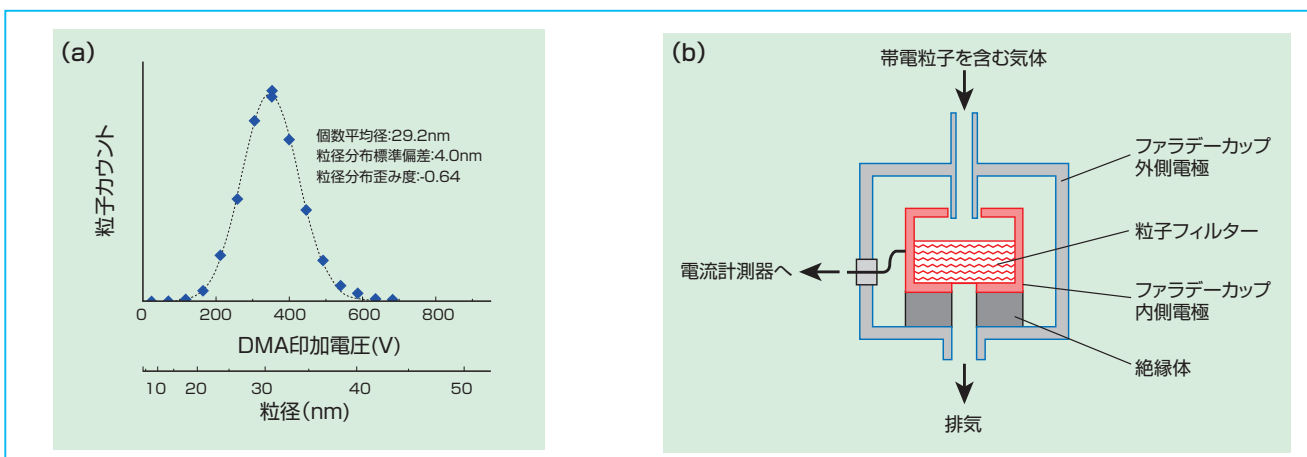 (a)
粒子カウント
個数平均径:29.2nm
粒径分布標準偏差:4.0nm
粒径分布歪み度:-0.64
0 200 400 600 800
DMA印加電圧(V)
10 20 30 40 50
粒径(nm)
(b)
帯電粒子を含む気体
ファラデーカップ
外側電極
粒子フィルター
電流計測器へ
ファラデーカップ
内側電極
絶縁体
排気